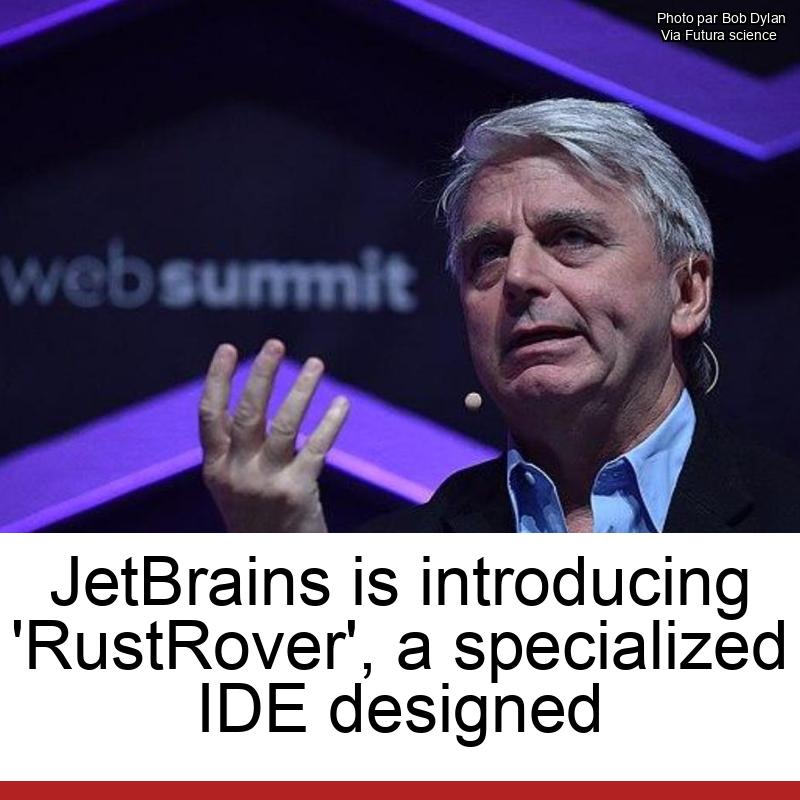 Photo par Bob Dylan
Via Futura science
websummit
JetBrains is introducing
'RustRover', a specialized
IDE designed